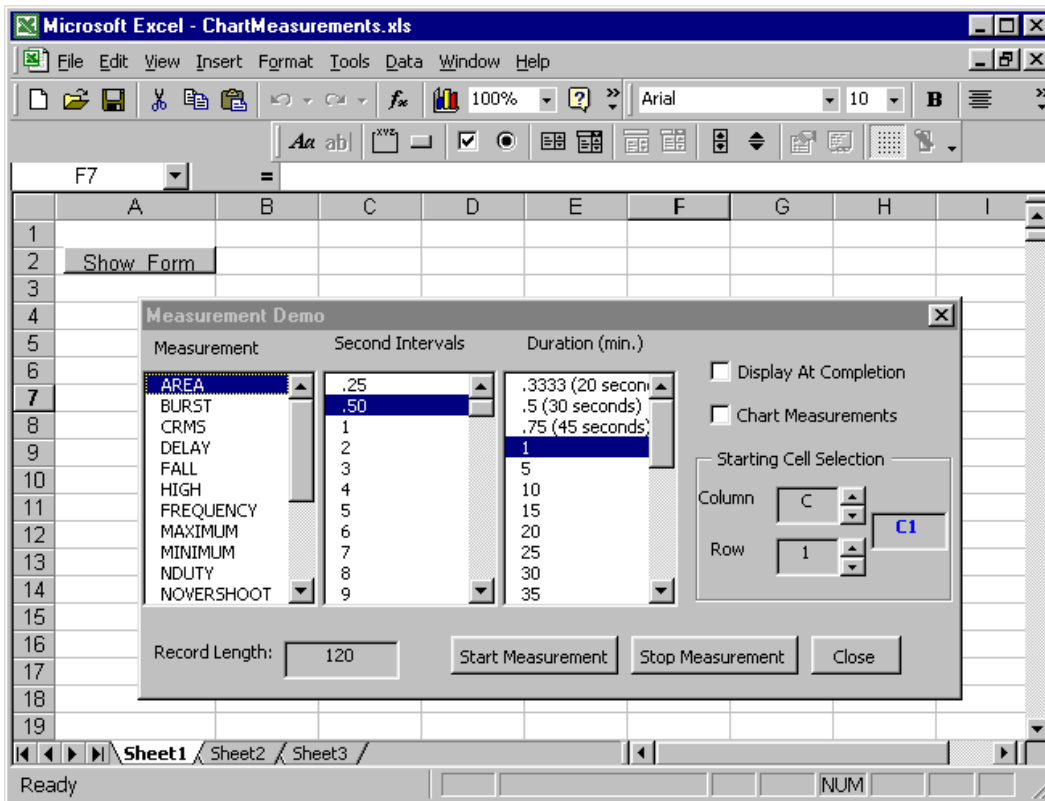 Microsoft Excel - ChartMeasurements.xls
File Edit View Insert Format Tools Data Window Help
100% Arial 10 B
Aa ab| xyz
F7 =
A B C D E F G H I
1
2 Show Form
3
4
5
6
7
8
9
10
11
12
13
14
15
16
17
18
19
Measurement Demo
Measurement
AREA
BURST
CRMS
DELAY
FALL
HIGH
FREQUENCY
MAXIMUM
MINIMUM
NDUTY
NOVERSHOOT
Second Intervals
.25
.50
1
2
3
4
5
6
7
8
9
Duration (min.)
.3333 (20 secon
.5 (30 seconds)
.75 (45 seconds)
1
5
10
15
20
25
30
35
Display At Completion
Chart Measurements
Starting Cell Selection
Column C
C1
Row 1
Record Length: 120
Start Measurement Stop Measurement Close
Sheet1 Sheet2 Sheet3
Ready NUM